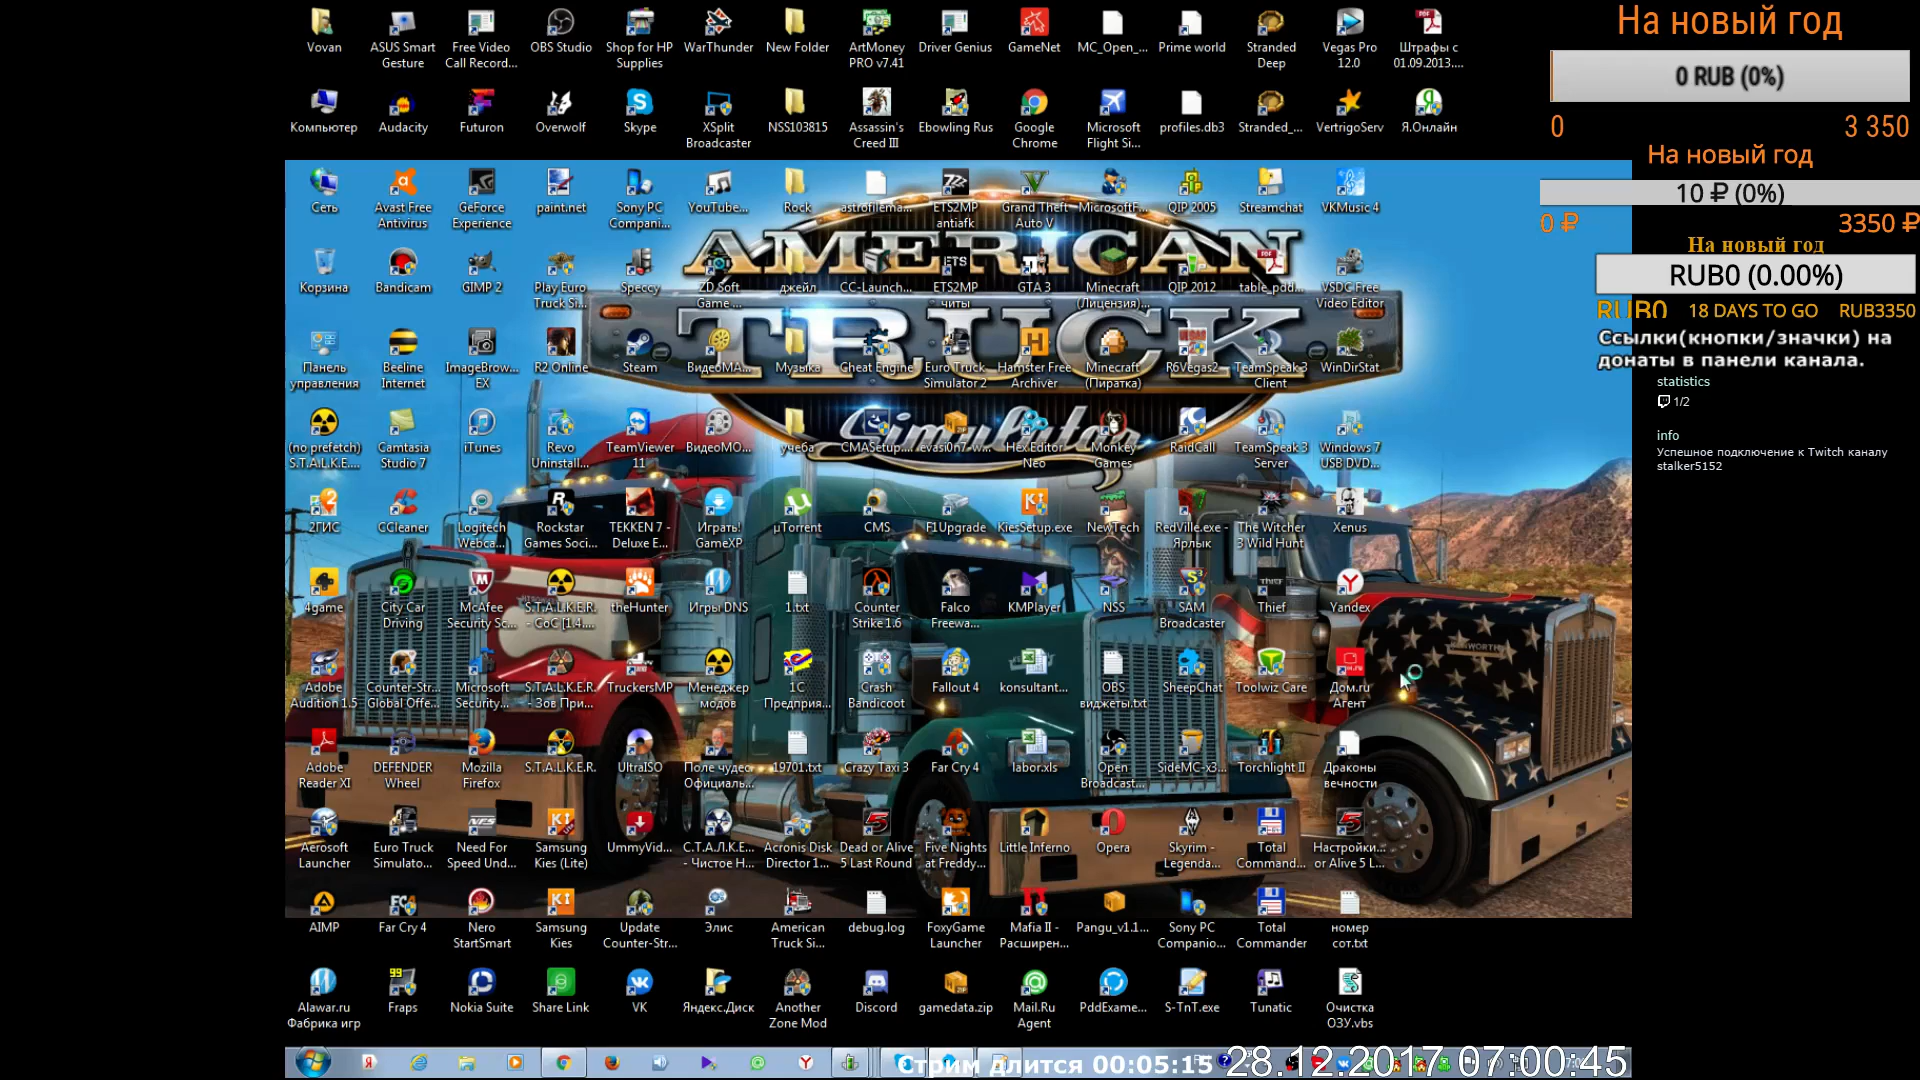 Vovan
ASUS Smart Gesture
Free Video Call Record...
OBS Studio
Shop for HP Supplies
WarThunder
New Folder
ArtMoney PRO v7.41
Driver Genius
GameNet
MC_Open_...
Prime world
Stranded Deep
Vegas Pro 12.0
Штрафы с 01.09.2013....
Компьютер
Audacity
Futuron
Overwolf
Skype
XSplit Broadcaster
NSS103815
Assassin's Creed III
Ebowling Rus
Google Chrome
Microsoft Flight Si...
profiles.db3
Stranded_...
VertrigoServ
Я.Онлайн
Сеть
Avast Free Antivirus
GeForce Experience
paint.net
Sony PC Compani...
YouTube...
Rock
astrofilema...
ETS2MP antiafk
Grand Theft Auto V
MicrosoftF...
QIP 2005
Streamchat
VKMusic 4
Корзина
Bandicam
GIMP 2
Play Euro Truck Si...
Speccy
ZD Soft Game ...
джейл
CC-Launch...
ETS2MP читы
GTA 3
Minecraft (Лицензия)...
QIP 2012
table_pdd...
VSDC Free Video Editor
Панель управления
Beeline Internet
ImageBrow... EX
R2 Online
Steam
ВидеоМА...
Музыка
Cheat Engine
Euro Truck Simulator 2
Hamster Free Archiver
Minecraft (Пиратка)
R6Vegas2
TeamSpeak 3 Client
WinDirStat
(no prefetch) S.T.A.L.K.E....
Camtasia Studio 7
iTunes
Revo Uninstall...
TeamViewer 11
ВидеоМО...
учеба
CMASetup....
evasi0n7-w...
Hex Editor Neo
Monkey Games
RaidCall
TeamSpeak 3 Server
Windows 7 USB DVD...
2ГИС
CCleaner
Logitech Webca...
Rockstar Games Soci...
TEKKEN 7 - Deluxe E...
Играть! GameXP
µTorrent
CMS
F1Upgrade
KiesSetup.exe
NewTech
RedVille.exe - Ярлык
The Witcher 3 Wild Hunt
Xenus
4game
City Car Driving
McAfee Security Sc...
S.T.A.L.K.E.R. - CoC [1.4....
theHunter
Игры DNS
1.txt
Counter Strike 1.6
Falco Freewa...
KMPlayer
NSS
SAM Broadcaster
Thief
Yandex
Adobe Audition 1.5
Counter-Str... Global Offe...
Microsoft Security...
S.T.A.L.K.E.R. - Зов При...
TruckersMP
Менеджер модов
1С Предприя...
Crash Bandicoot
Fallout 4
konsultant...
OBS виджеты.txt
SheepChat
Toolwiz Care
Дом.ru Агент
Adobe Reader XI
DEFENDER Wheel
Mozilla Firefox
S.T.A.L.K.E.R.
UltraISO
Поле чудес. Официаль...
19701.txt
Crazy Taxi 3
Far Cry 4
labor.xls
Open Broadcast...
SideMC-x3...
Torchlight II
Драконы вечности
Aerosoft Launcher
Euro Truck Simulato...
Need For Speed Und...
Samsung Kies (Lite)
UmmyVid...
С.Т.А.Л.К.Е... - Чистое Н...
Acronis Disk Director 1...
Dead or Alive 5 Last Round
Five Nights at Freddy...
Little Inferno
Opera
Skyrim - Legenda...
Total Command...
Настройки... or Alive 5 L...
AIMP
Far Cry 4
Nero StartSmart
Samsung Kies
Update Counter-Str...
Элис
American Truck Si...
debug.log
FoxyGame Launcher
Mafia II - Расширен...
Pangu_v1.1...
Sony PC Companio...
Total Commander
номер сот.txt
Alawar.ru Фабрика игр
Fraps
Nokia Suite
Share Link
VK
Яндекс.Диск
Another Zone Mod
Discord
gamedata.zip
Mail.Ru Agent
PddExame...
S-TnT.exe
Tunatic
Очистка ОЗУ.vbs
AMERICAN
TRUCK
Simulator
На новый год
0 RUB (0%)
0 3 350
На новый год
10 ₽ (0%)
0 ₽ 3350 ₽
На новый год
RUB0 (0.00%)
RUB0 18 DAYS TO GO RUB3350
Ссылки(кнопки/значки) на
донаты в панели канала.
statistics
1/2
info
Успешное подключение к Twitch каналу
stalker5152
Стрим длится 00:05:15 28.12.2017 07:00:45